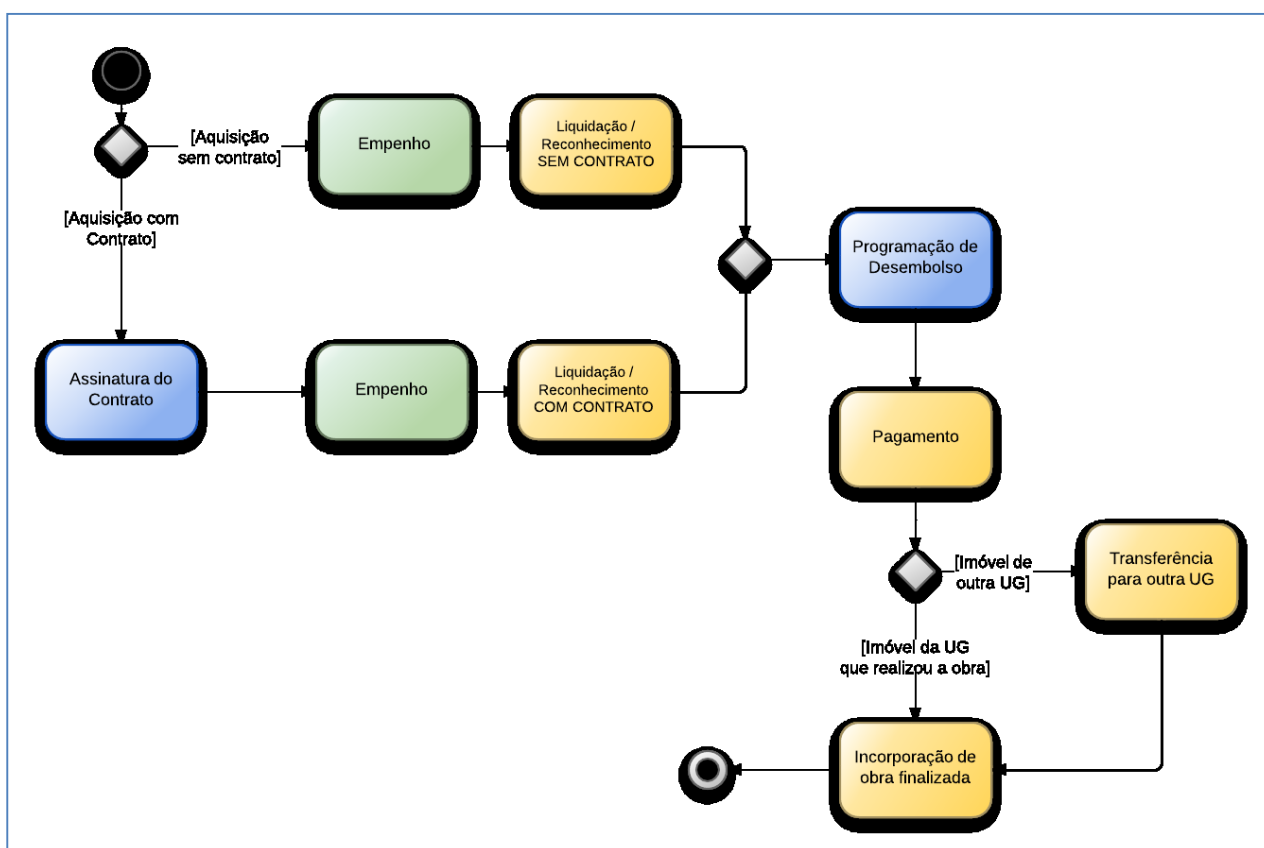 [Aquisição
sem contrato]
Empenho
Liquidação /
Reconhecimento
SEM CONTRATO
[Aquisição com
Contrato]
Programação de
Desembolso
Assinatura do
Contrato
Empenho
Liquidação /
Reconhecimento
COM CONTRATO
Pagamento
[Imóvel de
outra UG]
Transferência
para outra UG
[Imóvel da UG
que realizou a obra]
Incorporação de
obra finalizada